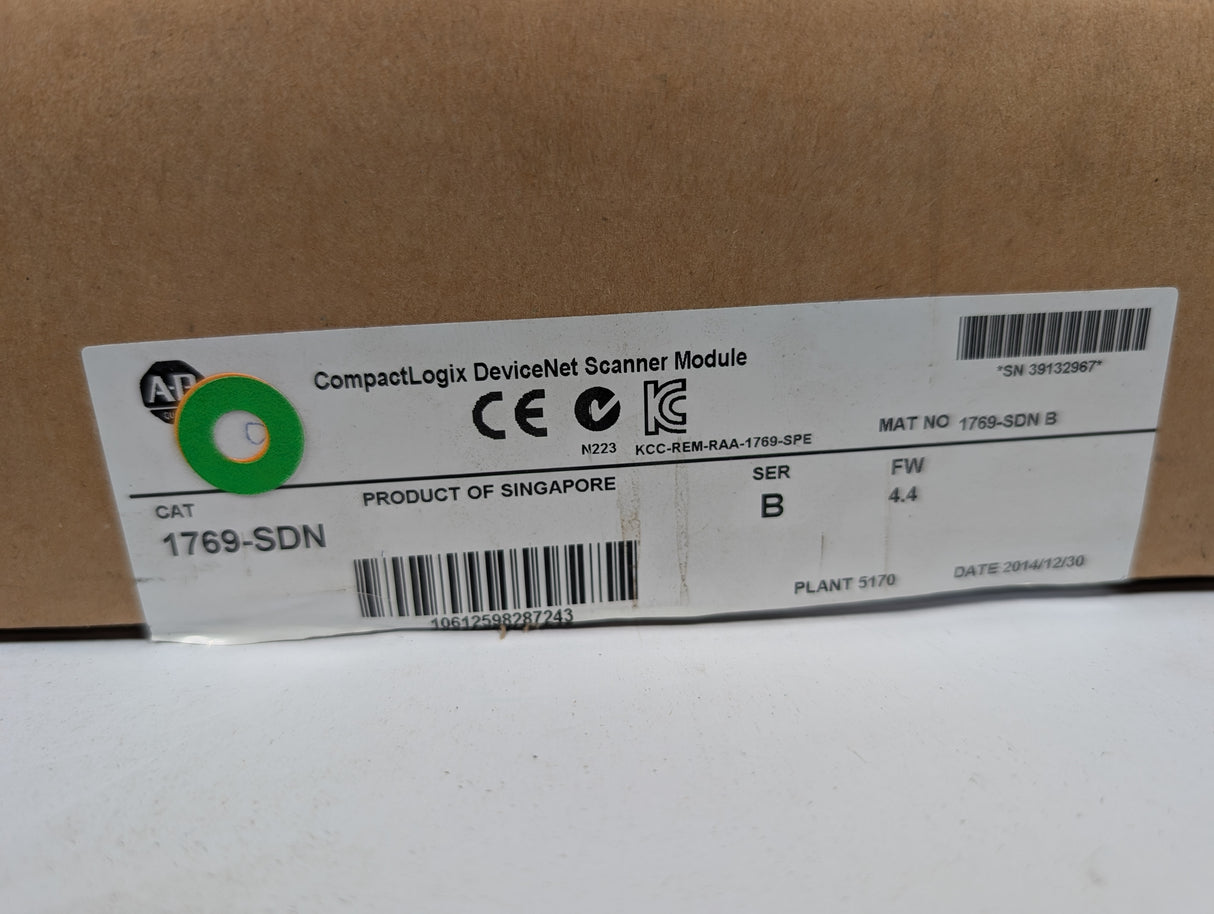 A-B
CompactLogix DeviceNet Scanner Module
*SN 39132967*
CE
N223 KCC-REM-RAA-1769-SPE
MAT NO 1769-SDN B
CAT
1769-SDN
PRODUCT OF SINGAPORE
SER
B
FW
4.4
10612598287243
PLANT 5170
DATE 2014/12/30